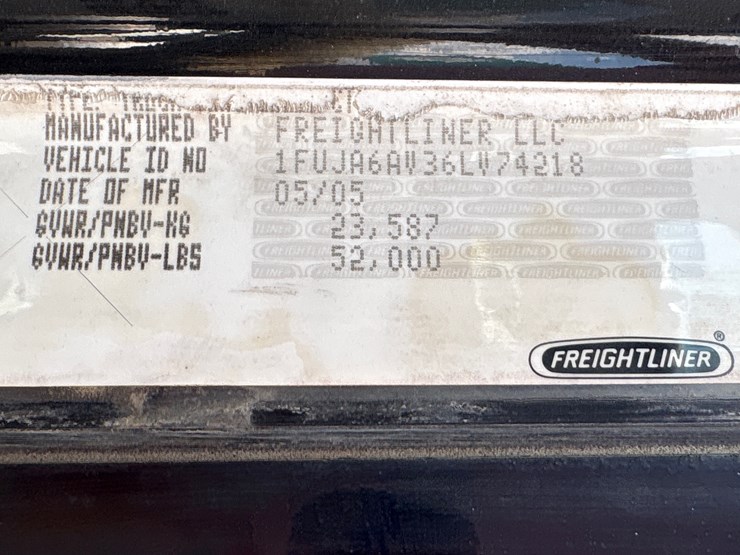 MANUFACTURED BY FREIGHTLINER LLC
VEHICLE ID NO 1FUJA6AV36LV74218
DATE OF MFR 05/05
GVWR/PNBV-KG 23,587
GVWR/PNBV-LBS 52,000
FREIGHTLINER®